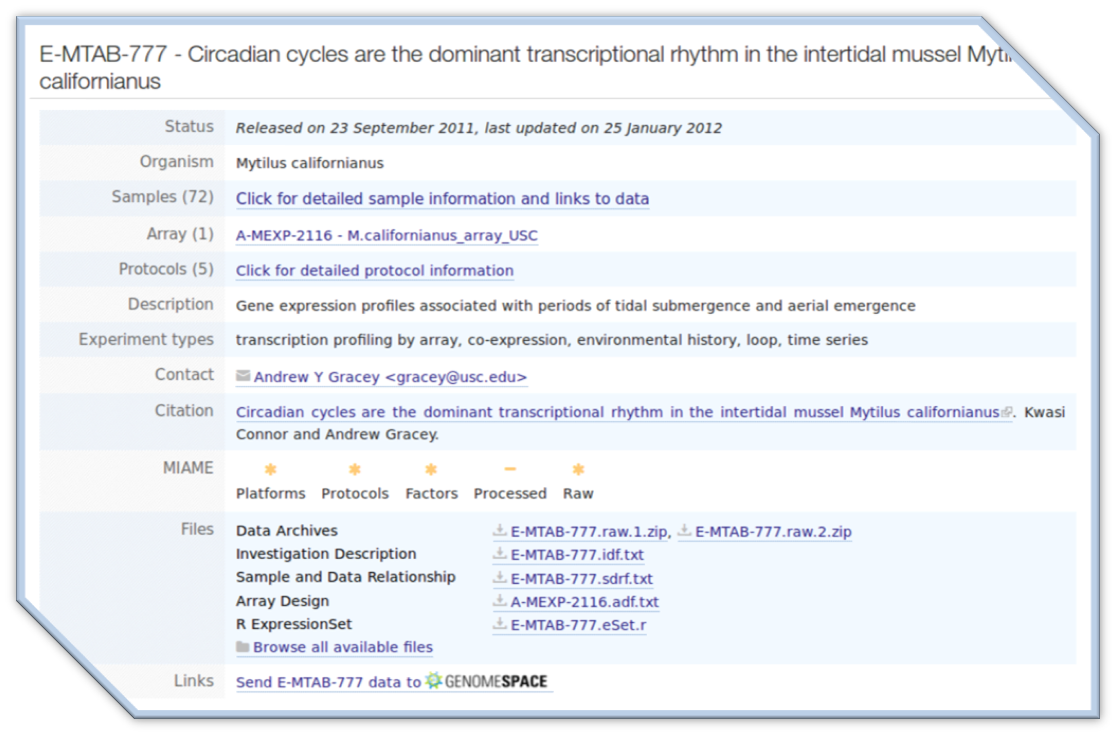 E-MTAB-777 - Circadian cycles are the dominant transcriptional rhythm in the intertidal mussel
californianus
Status Released on 23 September 2011, last updated on 25 January 2012
Organism Mytilus californianus
Samples (72) Click for detailed sample information and links to data
Array (1) A-MEXP-2116 - M.californianus_array_USC
Protocols (5) Click for detailed protocol information
Description Gene expression profiles associated with periods of tidal submergence and aerial emergence
Experiment types transcription profiling by array, co-expression, environmental history, loop, time series
Contact Andrew Y Gracey <gracey@usc.edu>
Citation Circadian cycles are the dominant transcriptional rhythm in the intertidal mussel Mytilus californianus. Kwasi
Connor and Andrew Gracey.
MIAME
Platforms Protocols Factors Processed Raw
Files Data Archives E-MTAB-777.raw.1.zip, E-MTAB-777.raw.2.zip
Investigation Description E-MTAB-777.idf.txt
Sample and Data Relationship E-MTAB-777.sdrf.txt
Array Design A-MEXP-2116.adf.txt
R ExpressionSet E-MTAB-777.eSet.r
Browse all available files
Links Send E-MTAB-777 data to GENOMESPACE